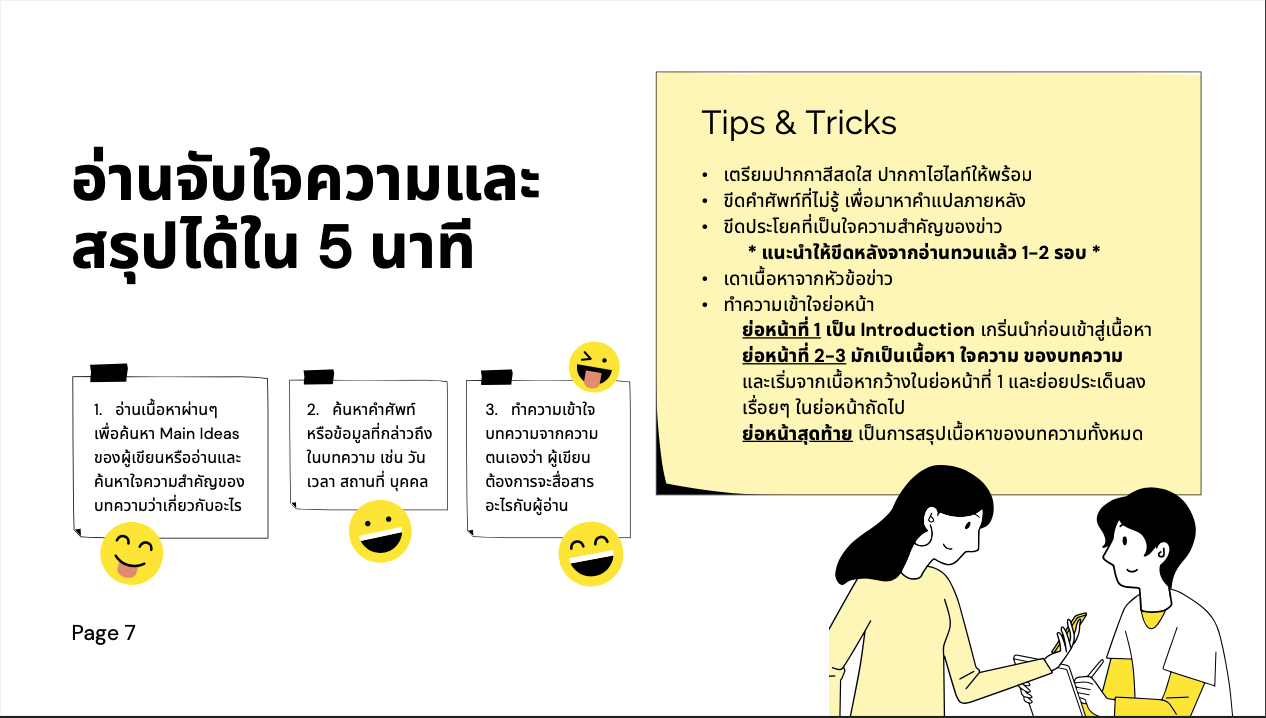 อ่านจับใจความและ
สรุปได้ใน 5 นาที
1. อ่านเนื้อหาผ่านๆ
เพื่อค้นหา Main Ideas
ของผู้เขียนหรืออ่านและ
ค้นหาใจความสำคัญของ
บทความว่าเกี่ยวกับอะไร
2. ค้นหาคำศัพท์
หรือข้อมูลที่กล่าวถึง
ในบทความ เช่น วัน
เวลา สถานที่ บุคคล
3. ทำความเข้าใจ
บทความจากความ
ตนเองว่า ผู้เขียน
ต้องการจะสื่อสาร
อะไรกับผู้อ่าน
Page 7
Tips & Tricks
• เตรียมปากกาสีสดใส ปากกาไฮไลท์ให้พร้อม
• ขีดคำศัพท์ที่ไม่รู้ เพื่อมาหาคำแปลภายหลัง
• ขีดประโยคที่เป็นใจความสำคัญของข่าว
* แนะนำให้ขีดหลังจากอ่านทวนแล้ว 1-2 รอบ *
• เดาเนื้อหาจากหัวข้อข่าว
• ทำความเข้าใจย่อหน้า
ย่อหน้าที่ 1 เป็น Introduction เกริ่นนำก่อนเข้าสู่เนื้อหา
ย่อหน้าที่ 2-3 มักเป็นเนื้อหา ใจความ ของบทความ
และเริ่มจากเนื้อหากว้างในย่อหน้าที่ 1 และย่อยประเด็นลง
เรื่อยๆ ในย่อหน้าถัดไป
ย่อหน้าสุดท้าย เป็นการสรุปเนื้อหาของบทความทั้งหมด